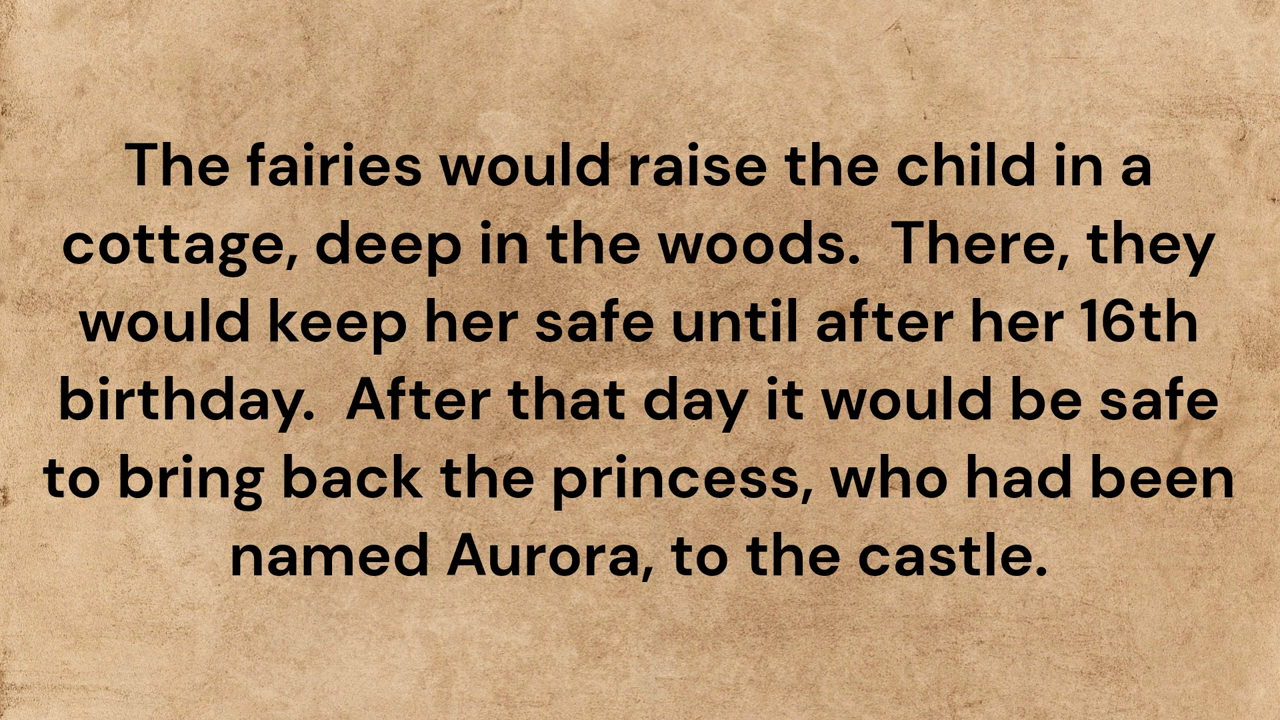 The fairies would raise the child in a
cottage, deep in the woods.  There, they
would keep her safe until after her 16th
birthday.  After that day it would be safe
to bring back the princess, who had been
named Aurora, to the castle.